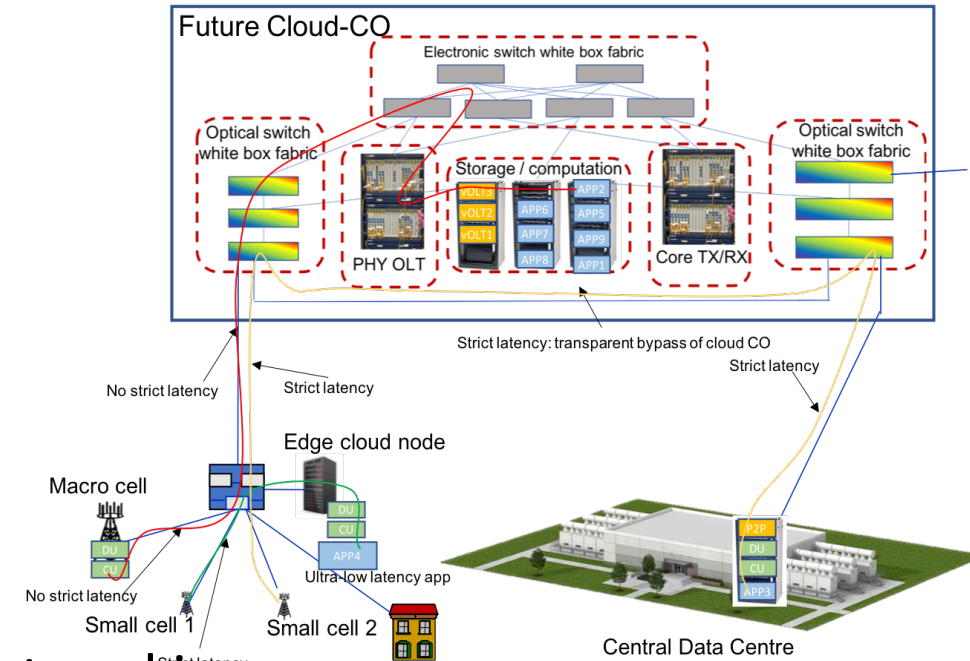 Future Cloud-CO
Electronic switch white box fabric
Optical switch
white box fabric
Optical switch
white box fabric
Storage / computation
vOLT3
vOLT2
vOLT1
APP6
APP7
APP8
APP2
APP5
APP9
APP1
PHY OLT
Core TX/RX
Strict latency: transparent bypass of cloud CO
Strict latency
No strict latency
Strict latency
Edge cloud node
Macro cell
DU
CU
DU
CU
APP4
Ultra-low latency app
No strict latency
Small cell 1
Small cell 2
Strict latency
P2P
DU
CU
APP3
Central Data Centre